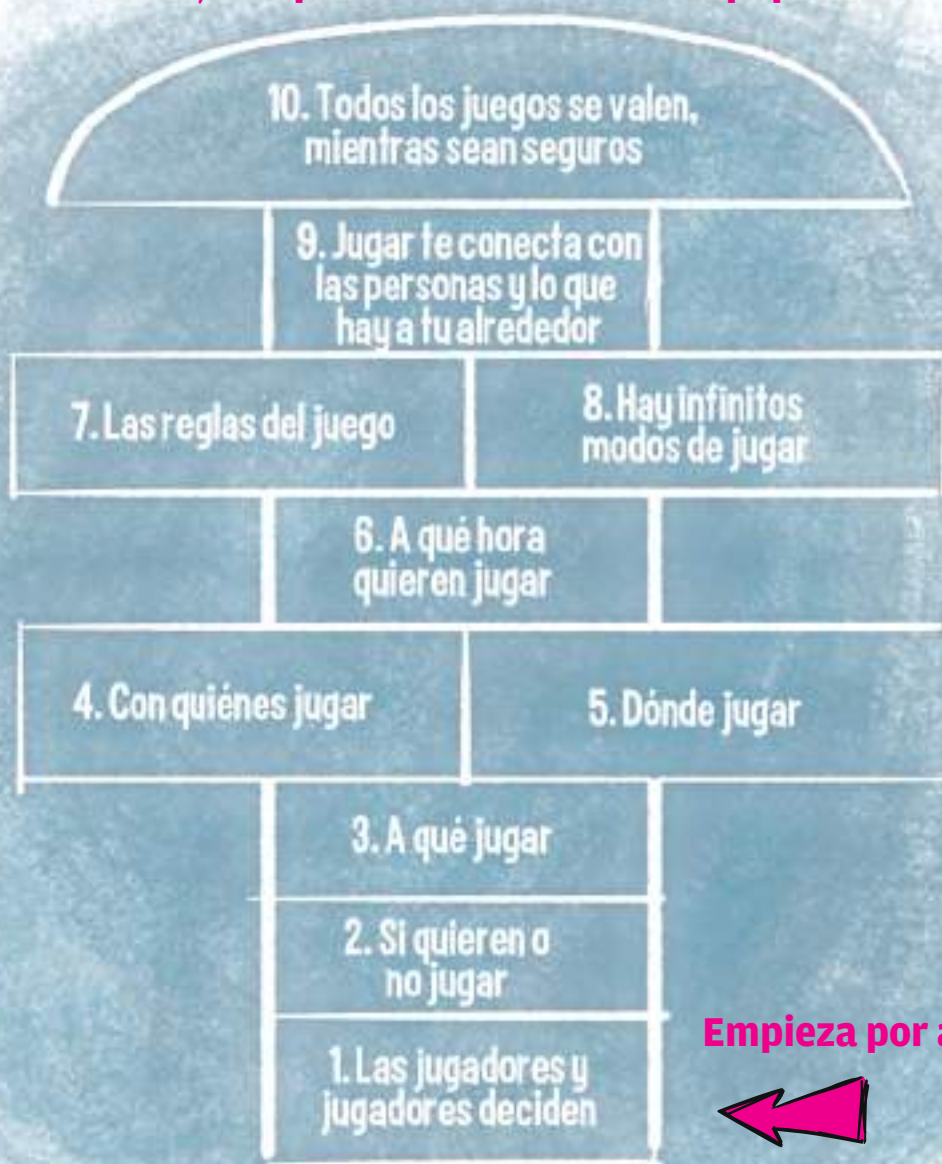 10. Todos los juegos se valen,
mientras sean seguros
9. Jugar te conecta con
las personas y lo que
hay a tu alrededor
7. Las reglas del juego
8. Hay infinitos
modos de jugar
6. A qué hora
quieren jugar
4. Con quiénes jugar
5. Dónde jugar
3. A qué jugar
2. Si quieren o
no jugar
Empieza por
1. Las jugadores y
jugadores deciden